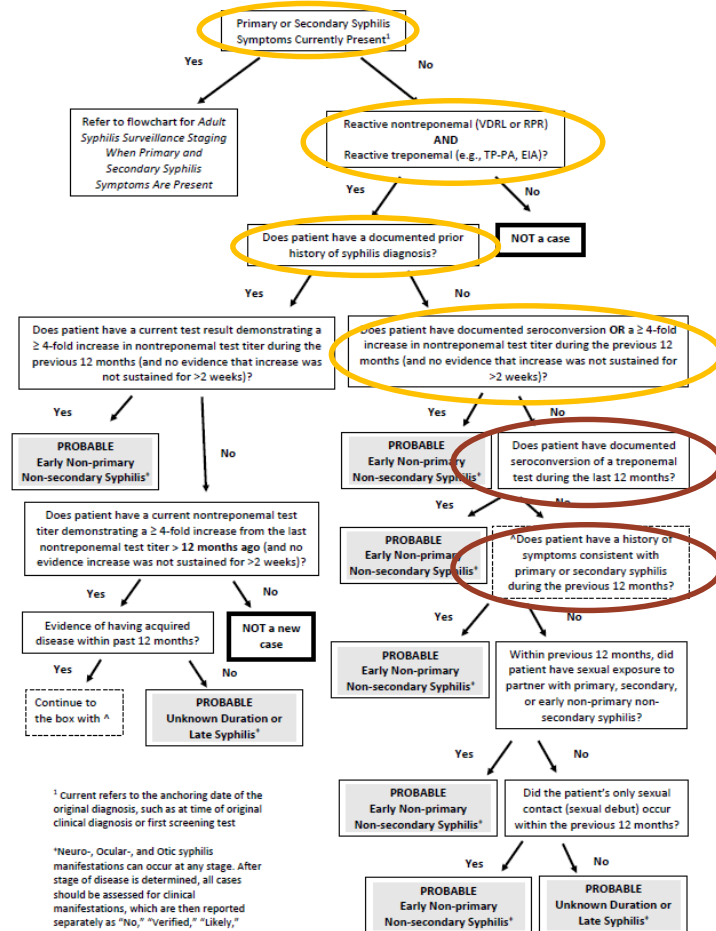 Primary or Secondary Syphilis
Symptoms Currently Present¹
Yes
No
Refer to flowchart for Adult
Syphilis Surveillance Staging
When Primary and
Secondary Syphilis
Symptoms Are Present
Reactive nontreponemal (VDRL or RPR)
AND
Reactive treponemal (e.g., TP-PA, EIA)?
Yes
No
Does patient have a documented prior
history of syphilis diagnosis?
NOT a case
Yes
No
Does patient have a current test result demonstrating a
≥ 4-fold increase in nontreponemal test titer during the
previous 12 months (and no evidence that increase was
not sustained for >2 weeks)?
Does patient have documented seroconversion OR a ≥ 4-fold
increase in nontreponemal test titer during the previous 12
months (and no evidence that increase was not sustained for
>2 weeks)?
Yes
No
Yes
No
PROBABLE
Early Non-primary
Non-secondary Syphilis*
PROBABLE
Early Non-primary
Non-secondary Syphilis*
Does patient have documented
seroconversion of a treponemal
test during the last 12 months?
Yes
No
Does patient have a current nontreponemal test
titer demonstrating a ≥ 4-fold increase from the last
nontreponemal test titer > 12 months ago (and no
evidence increase was not sustained for >2 weeks)?
PROBABLE
Early Non-primary
Non-secondary Syphilis*
^Does patient have a history of
symptoms consistent with
primary or secondary syphilis
during the previous 12 months?
Yes
No
Yes
No
Evidence of having acquired
disease within past 12 months?
NOT a new
case
PROBABLE
Early Non-primary
Non-secondary Syphilis*
Within previous 12 months, did
patient have sexual exposure to
partner with primary, secondary,
or early non-primary non-
secondary syphilis?
Yes
No
Continue to
the box with ^
PROBABLE
Unknown Duration or
Late Syphilis*
Yes
No
PROBABLE
Early Non-primary
Non-secondary Syphilis*
Did the patient's only sexual
contact (sexual debut) occur
within the previous 12 months?
Yes
No
PROBABLE
Early Non-primary
Non-secondary Syphilis*
PROBABLE
Unknown Duration or
Late Syphilis*
¹ Current refers to the anchoring date of the
original diagnosis, such as at time of original
clinical diagnosis or first screening test
*Neuro-, Ocular-, and Otic syphilis
manifestations can occur at any stage. After
stage of disease is determined, all cases
should be assessed for clinical
manifestations, which are then reported
separately as "No," "Verified," "Likely,"